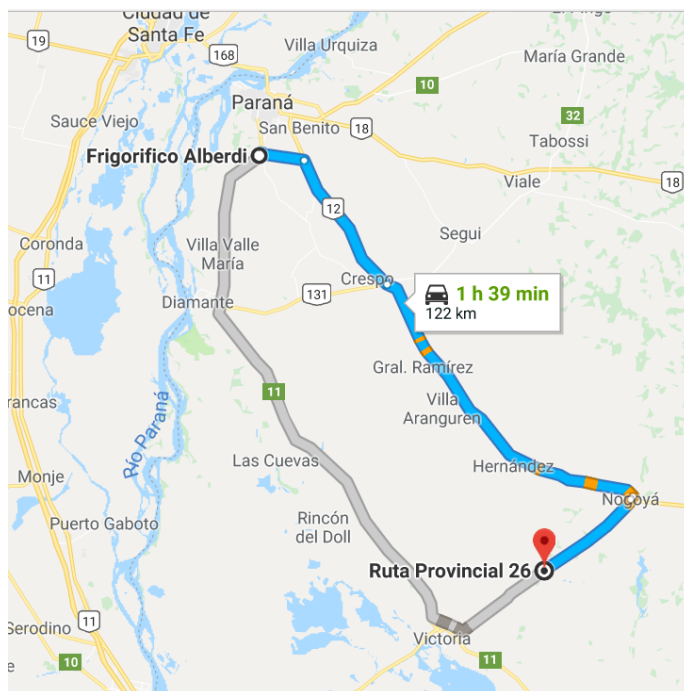 Ciudad de
Santa Fe
El Pingo
19
168
Villa Urquiza
María Grande
10
Paraná
32
Sauce Viejo
San Benito
18
Tabossi
Frigorifico Alberdi
Viale
18
12
Coronda
Villa Valle
María
Segui
11
Crespo
131
1 h 39 min
122 km
Diamante
ocena
Gral. Ramírez
11
Villa
Aranguren
rancas
Río Paraná
Las Cuevas
Hernández
Monje
Nogoyá
Rincón
del Doll
Puerto Gaboto
Ruta Provincial 26
Serodino
11
Victoria
10
11
e